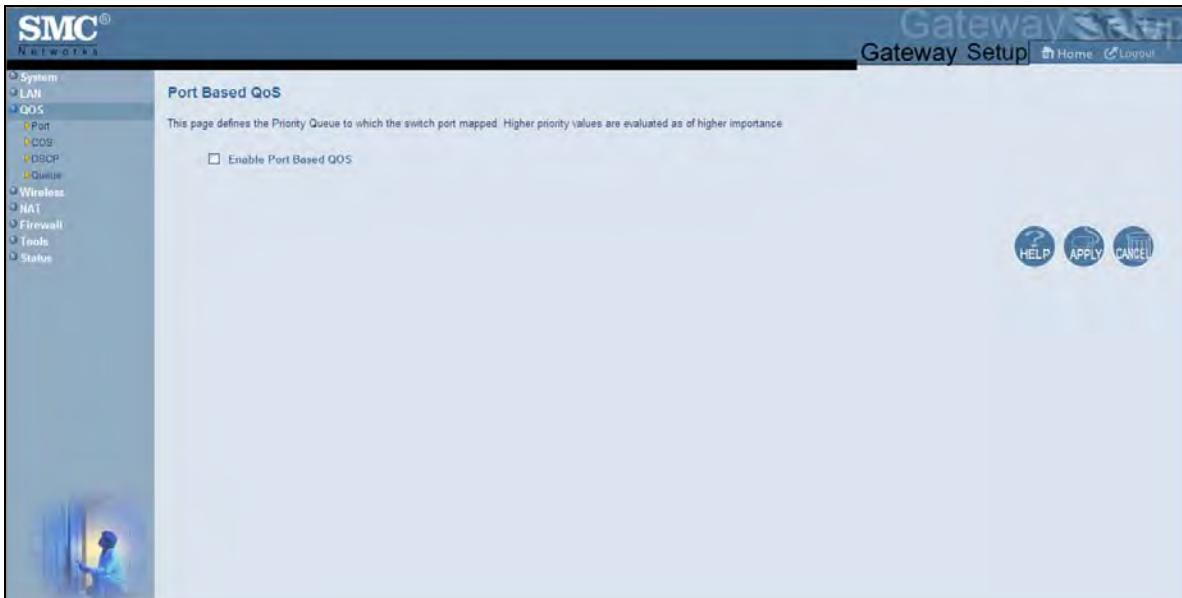 SMC®
Networks
Gateway Setup
Gateway Setup
Home
Logout
System
LAN
QOS
Port
COS
DSCP
Queue
Wireless
NAT
Firewall
Tools
Status
Port Based QoS
This page defines the Priority Queue to which the switch port mapped. Higher priority values are evaluated as of higher importance
Enable Port Based QOS
HELP
APPLY
CANCEL